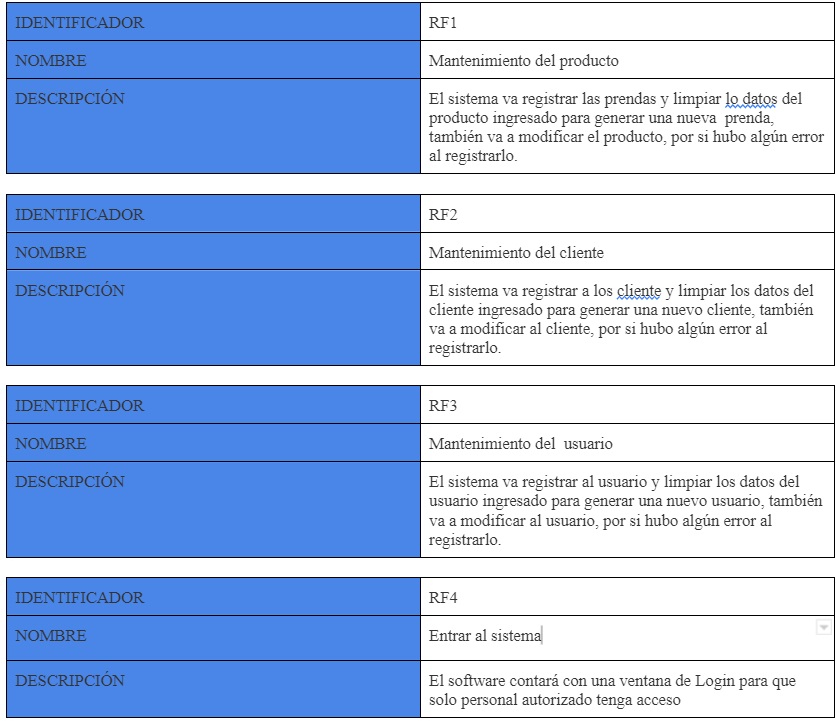 IDENTIFICADOR RF1
NOMBRE Mantenimiento del producto
DESCRIPCIÓN El sistema va registrar las prendas y limpiar lo datos del
producto ingresado para generar una nueva  prenda,
también va a modificar el producto, por si hubo algún error
al registrarlo.
IDENTIFICADOR RF2
NOMBRE Mantenimiento del cliente
DESCRIPCIÓN El sistema va registrar a los cliente y limpiar los datos del
cliente ingresado para generar una nuevo cliente, también
va a modificar al cliente, por si hubo algún error al
registrarlo.
IDENTIFICADOR RF3
NOMBRE Mantenimiento del  usuario
DESCRIPCIÓN El sistema va registrar al usuario y limpiar los datos del
usuario ingresado para generar una nuevo usuario, también
va a modificar al usuario, por si hubo algún error al
registrarlo.
IDENTIFICADOR RF4
NOMBRE Entrar al sistema
DESCRIPCIÓN El software contará con una ventana de Login para que
solo personal autorizado tenga acceso